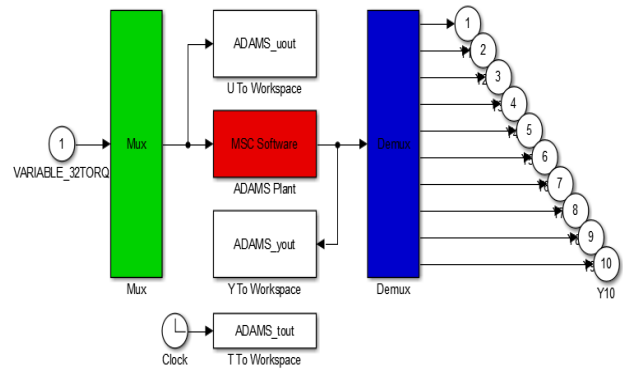 1
VARIABLE_32TORQ
Mux
Mux
ADAMS_uout
U To Workspace
MSC Software
ADAMS Plant
ADAMS_yout
Y To Workspace
Clock
ADAMS_tout
T To Workspace
Demux
Demux
1
2
3
4
5
6
7
8
9
10
Y10